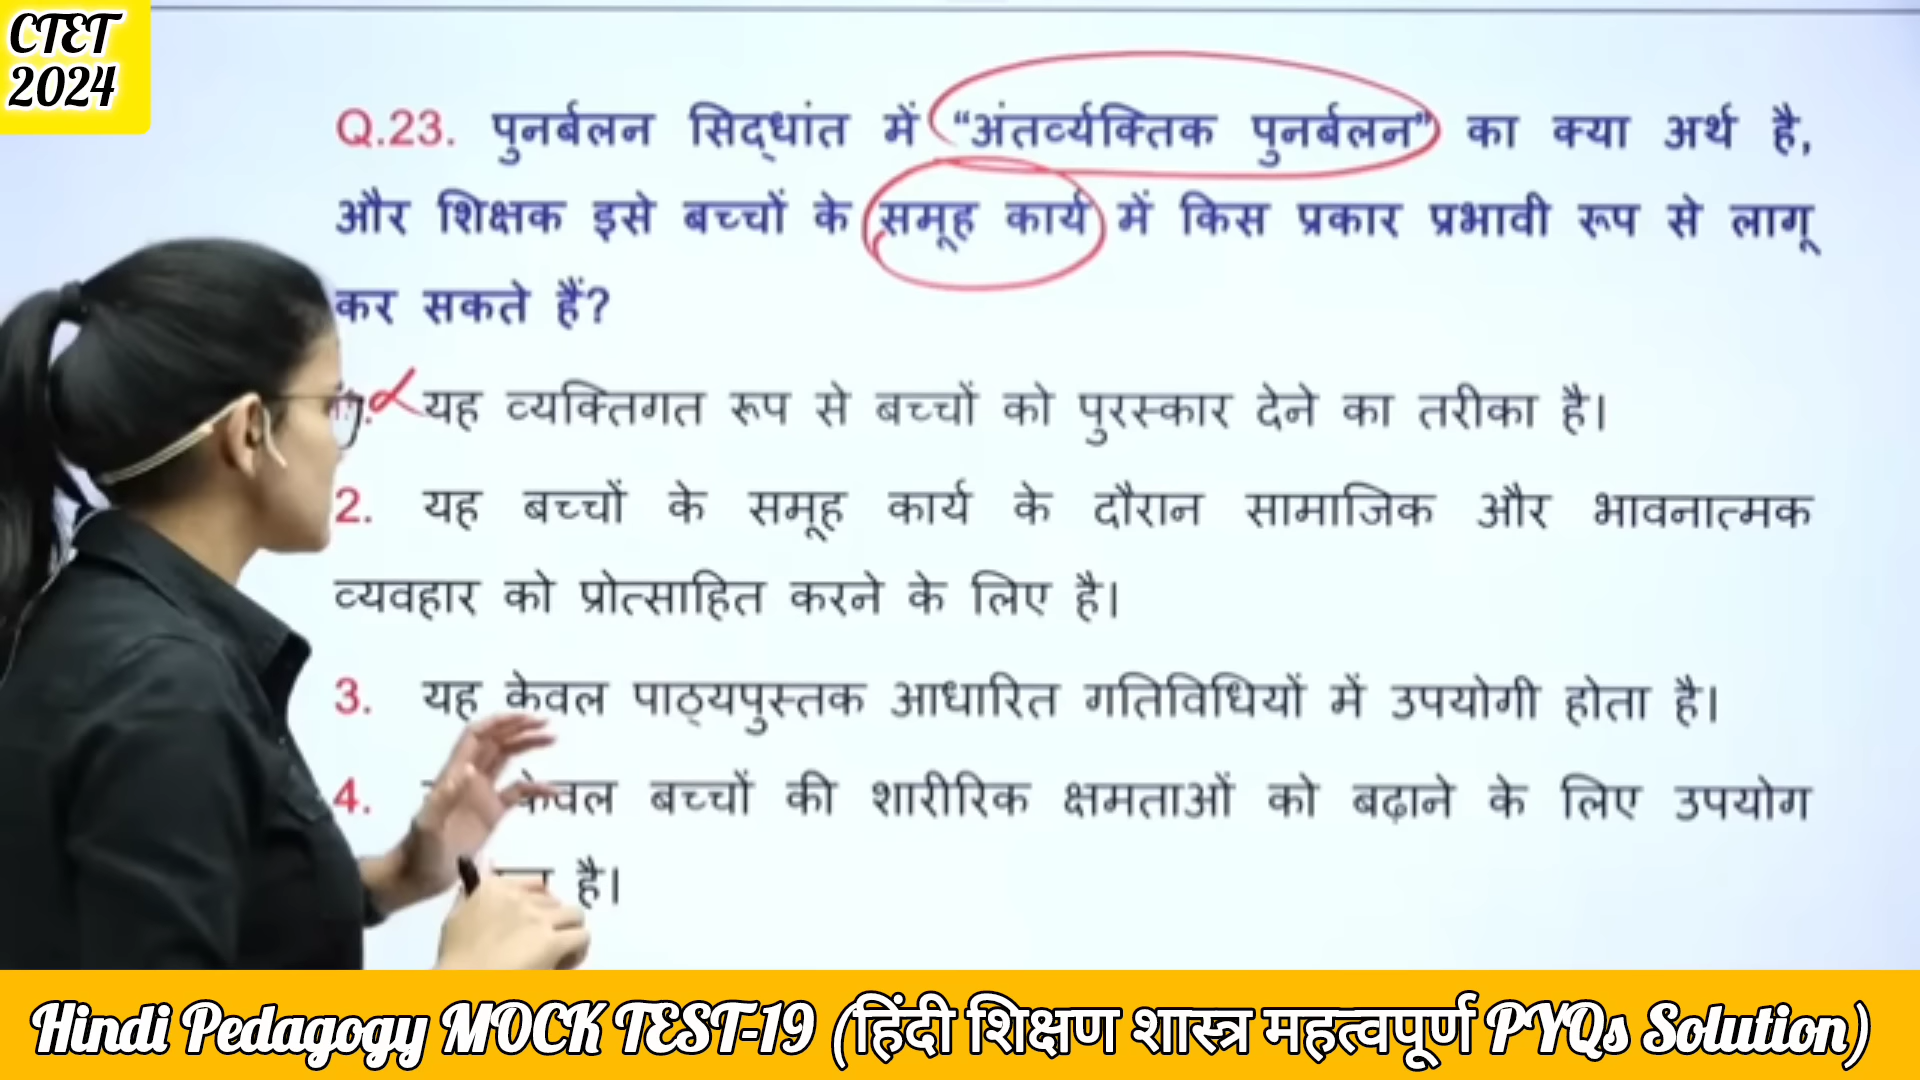 CTET
2024
Q.23. पुनर्बलन सिद्धांत में “अंतर्व्यक्तिक पुनर्बलन” का क्या अर्थ है,
और शिक्षक इसे बच्चों के समूह कार्य में किस प्रकार प्रभावी रूप से लागू
कर सकते हैं?
यह व्यक्तिगत रूप से बच्चों को पुरस्कार देने का तरीका है।
2. यह बच्चों के समूह कार्य के दौरान सामाजिक और भावनात्मक
व्यवहार को प्रोत्साहित करने के लिए है।
3. यह केवल पाठ्यपुस्तक आधारित गतिविधियों में उपयोगी होता है।
4. केवल बच्चों की शारीरिक क्षमताओं को बढ़ाने के लिए उपयोग
है।
Hindi Pedagogy MOCK TEST-19 (हिंदी शिक्षण शास्त्र महत्वपूर्ण PYQs Solution)